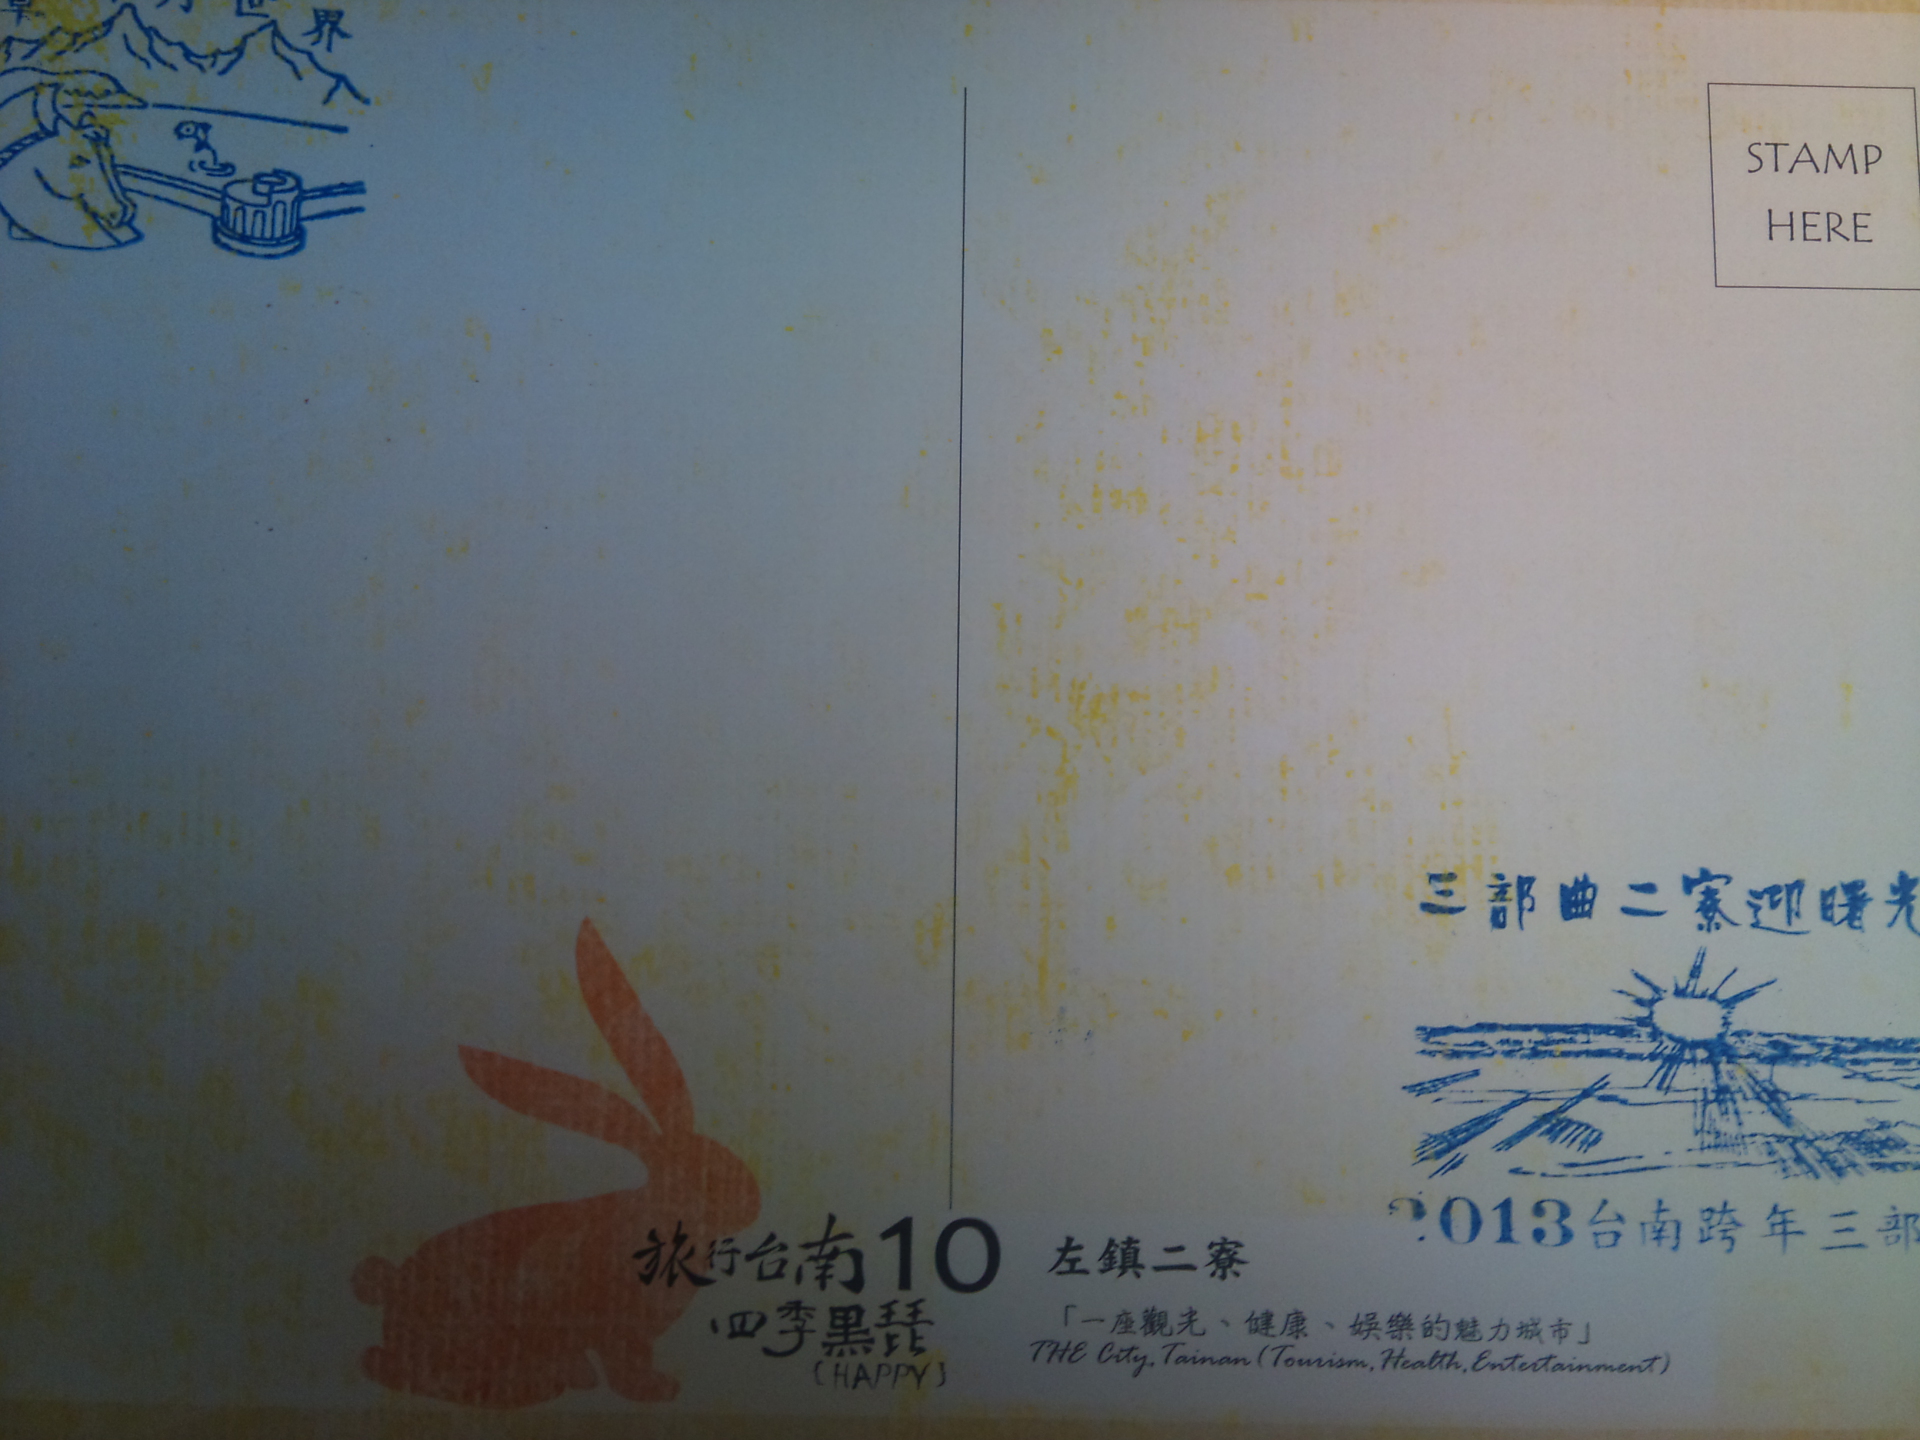 界
STAMP
HERE
三部曲二寮迎曙光
2013台南跨年三部
旅行台南10
四季黑琵
(HAPPY)
左鎮二寮
「一座觀光、健康、娛樂的魅力城市」
THE City, Tainan (Tourism, Health, Entertainment)